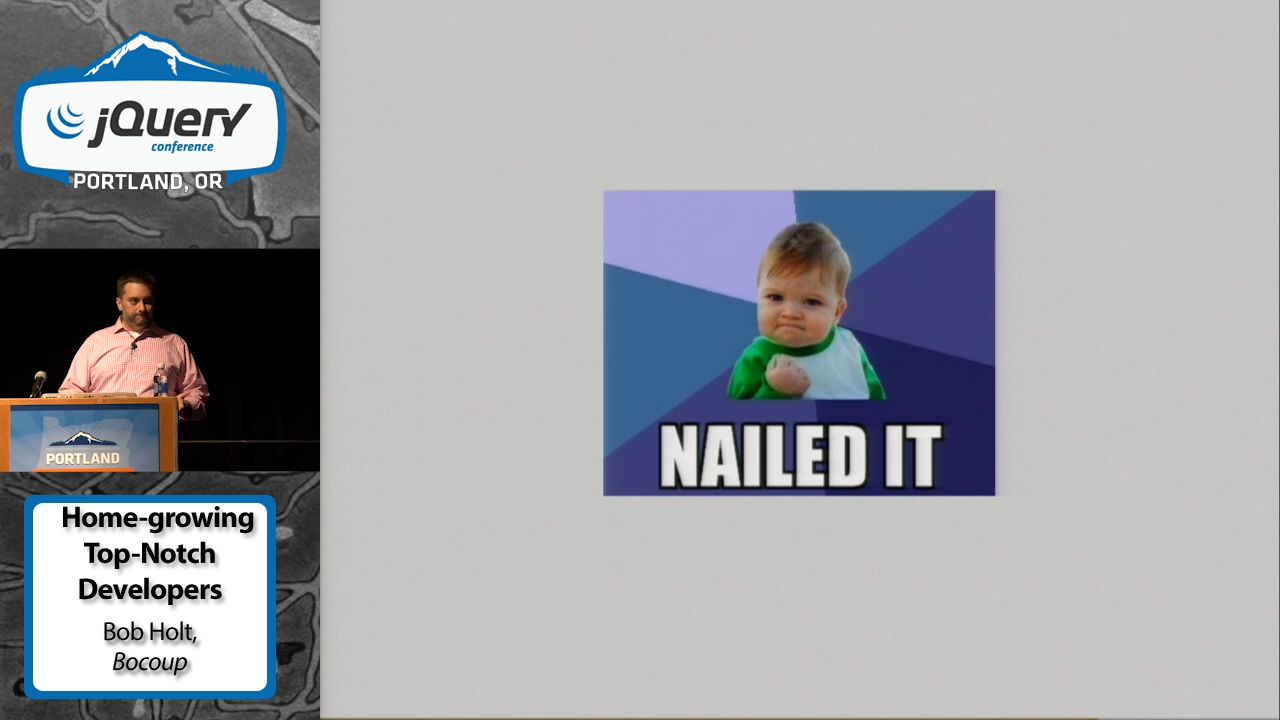 jQuery
conference
PORTLAND, OR
PORTLAND
Home-growing
Top-Notch
Developers
Bob Holt,
Bocoup
NAILED IT